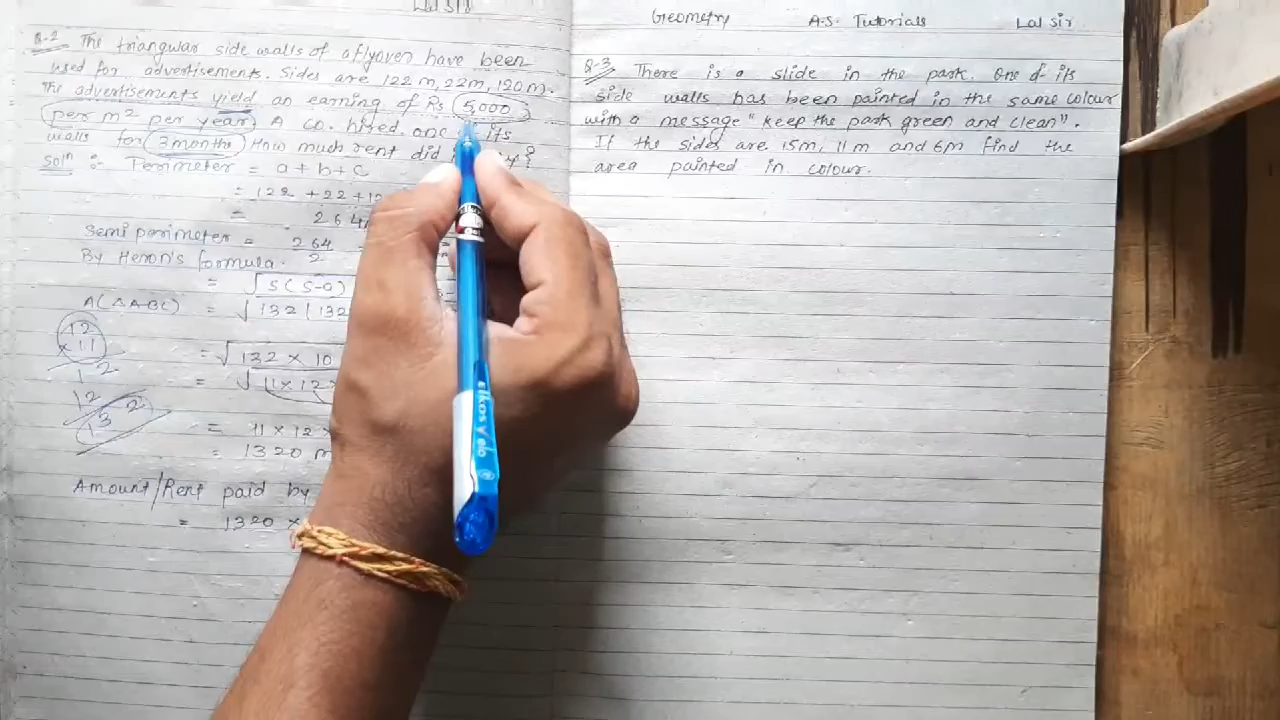 Lal sir
Q-2 The triangular side walls of a flyover have been
used for advertisements. Sides are 122 m, 22m, 120m.
The advertisements yield an earning of Rs 5,000
per m² per year. A co. hired one its
walls for 3 months How much rent did
Soln :- Perimeter = a + b + c
= 122 + 22 + 
= 264
Semi perimeter = 264
2
By Heron's formula.
= √s(s-a)
A(△ABC) = √132(132
= √132 × 10
= √11×12
12
×11
12
12
132
= 11 × 12 ×
= 1320 m
Amount/Rent paid by
= 1320 ×
Geometry A.S. Tutorials Lal sir
Q-3 There is a slide in the park. One of its
side walls has been painted in the same colour
with a message "keep the park green and clean".
If the sides are 15m, 11 m and 6m find the
area painted in colour.
elkos Velo